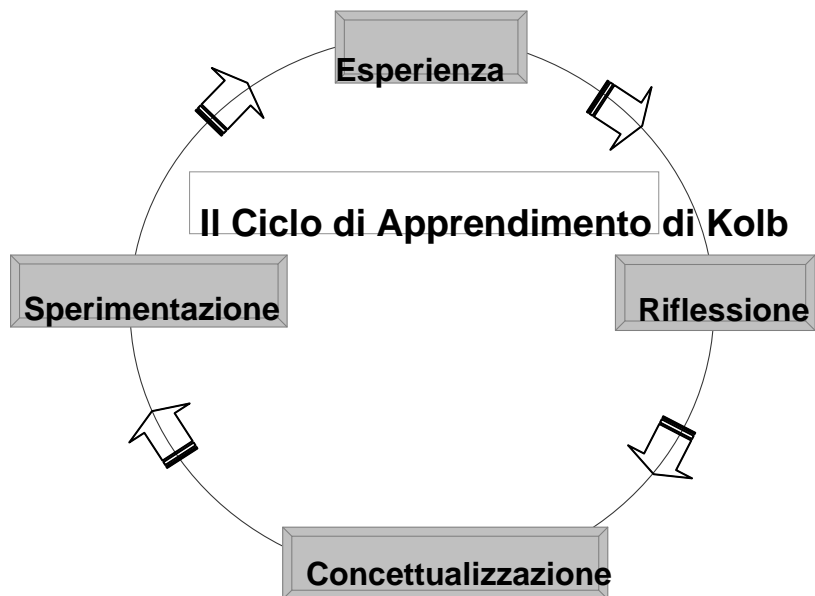 Esperienza
Il Ciclo di Apprendimento di Kolb
Sperimentazione
Riflessione
Concettualizzazione